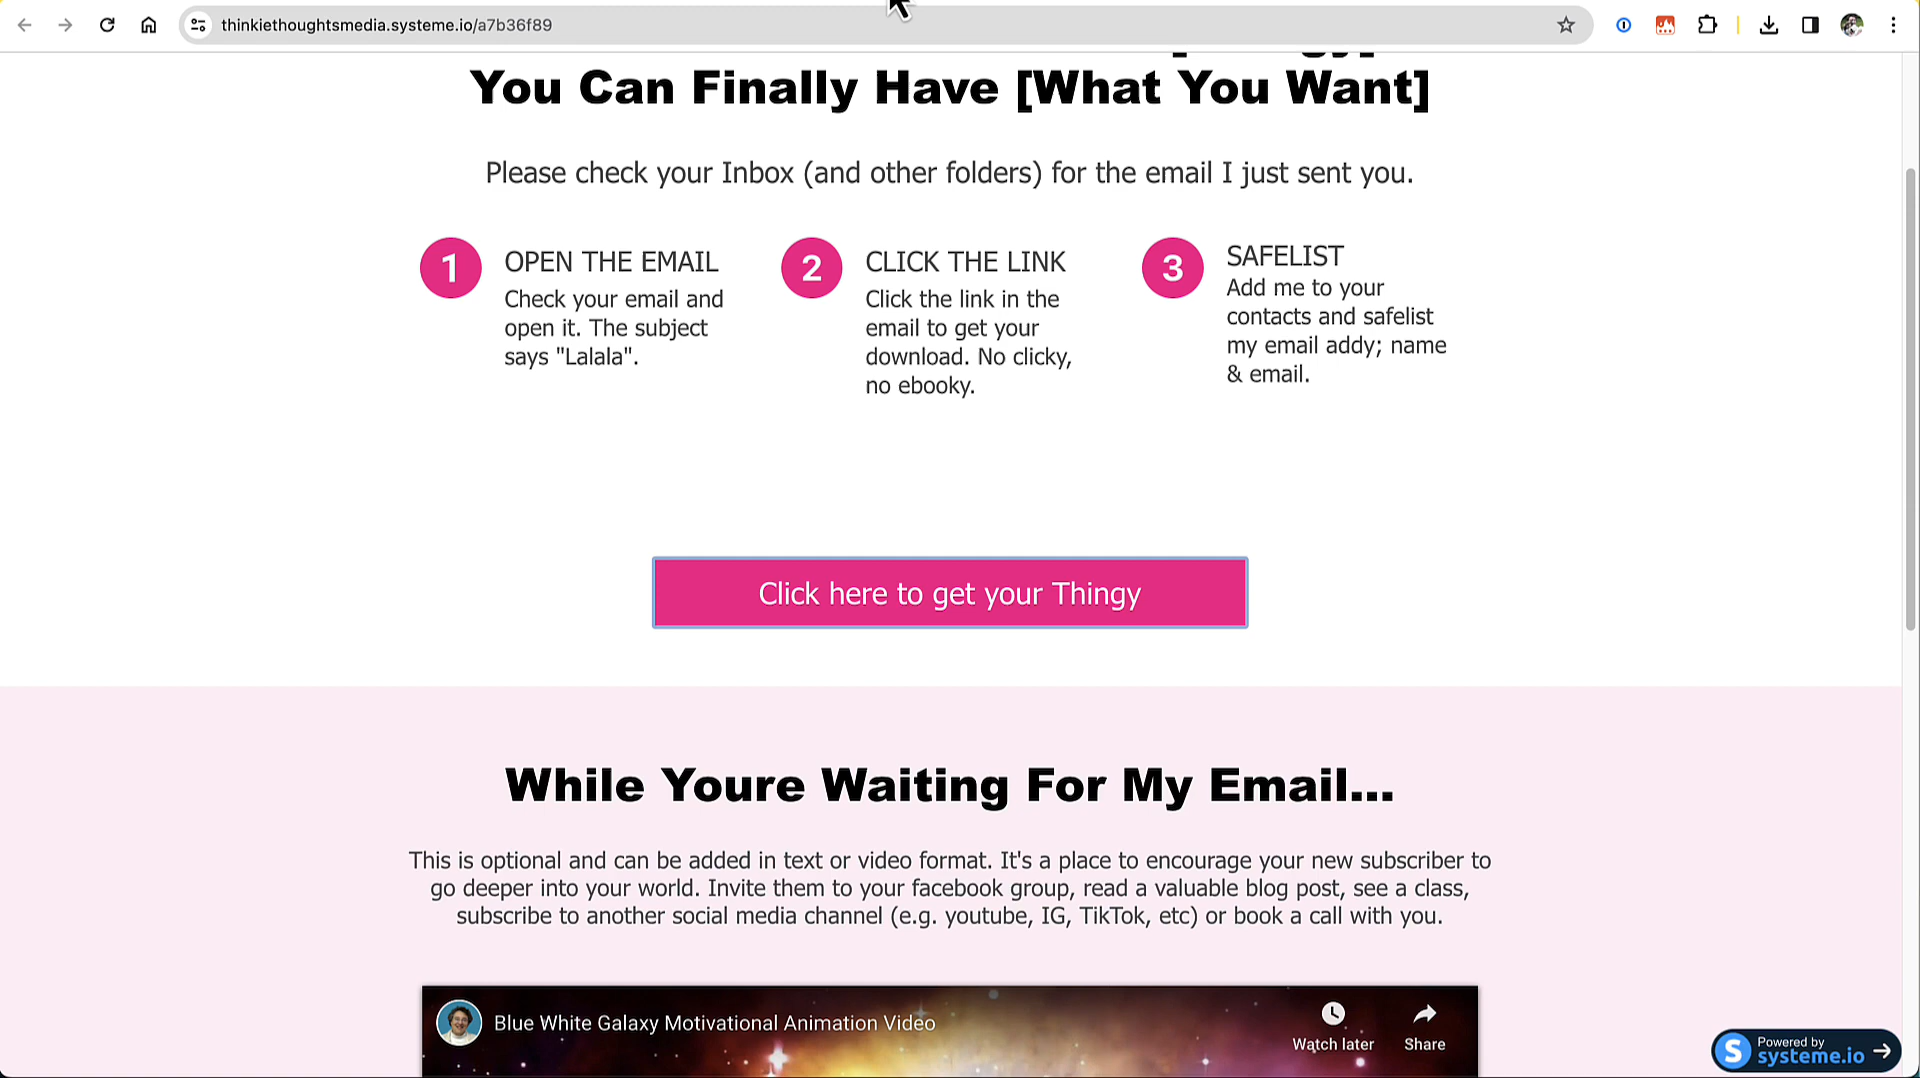 thinkiethoughtsmedia.systeme.io/a7b36f89
You Can Finally Have [What You Want]
Please check your Inbox (and other folders) for the email I just sent you.
1
OPEN THE EMAIL
Check your email and
open it. The subject
says "Lalala".
2
CLICK THE LINK
Click the link in the
email to get your
download. No clicky,
no ebooky.
3
SAFELIST
Add me to your
contacts and safelist
my email addy; name
& email.
Click here to get your Thingy
While Youre Waiting For My Email...
This is optional and can be added in text or video format. It's a place to encourage your new subscriber to
go deeper into your world. Invite them to your facebook group, read a valuable blog post, see a class,
subscribe to another social media channel (e.g. youtube, IG, TikTok, etc) or book a call with you.
Blue White Galaxy Motivational Animation Video
Watch later
Share
Powered by
systeme.io